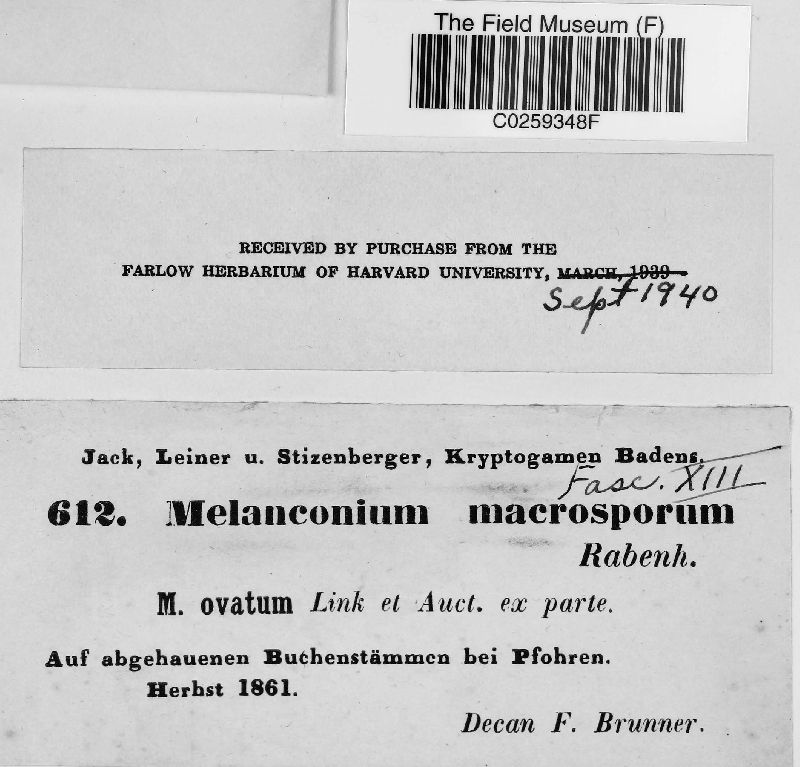 The Field Museum (F)
C0259348F
RECEIVED BY PURCHASE FROM THE
FARLOW HERBARIUM OF HARVARD UNIVERSITY, MARCH, 1939
Sept 1940
Jack, Leiner u. Stizenberger, Kryptogamen Badens.
Fasc. XIII
612. Melanconium macrosporum
Rabenh.
M. ovatum Link et Auct. ex parte.
Auf abgehauenen Buchenstämmen bei Pfohren.
Herbst 1861.
Decan F. Brunner.